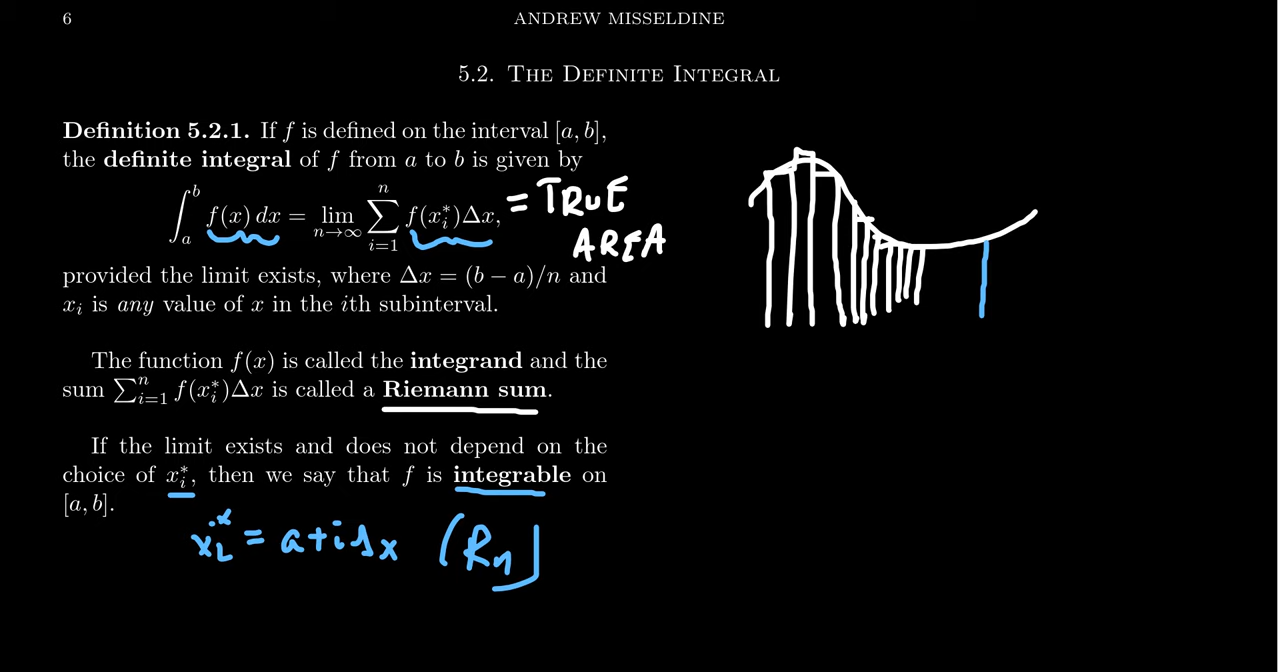 6 ANDREW MISSELDINE
5.2. THE DEFINITE INTEGRAL
Definition 5.2.1. If f is defined on the interval [a, b],
the definite integral of f from a to b is given by
∫_a^b f(x) dx = lim_{n→∞} ∑_{i=1}^n f(x_i^*)Δx, = TRUE
AREA
provided the limit exists, where Δx = (b − a)/n and
x_i is any value of x in the ith subinterval.
The function f(x) is called the integrand and the
sum ∑_{i=1}^n f(x_i^*)Δx is called a Riemann sum.
If the limit exists and does not depend on the
choice of x_i^*, then we say that f is integrable on
[a, b].
x_i^* = a + iΔx (R_n)